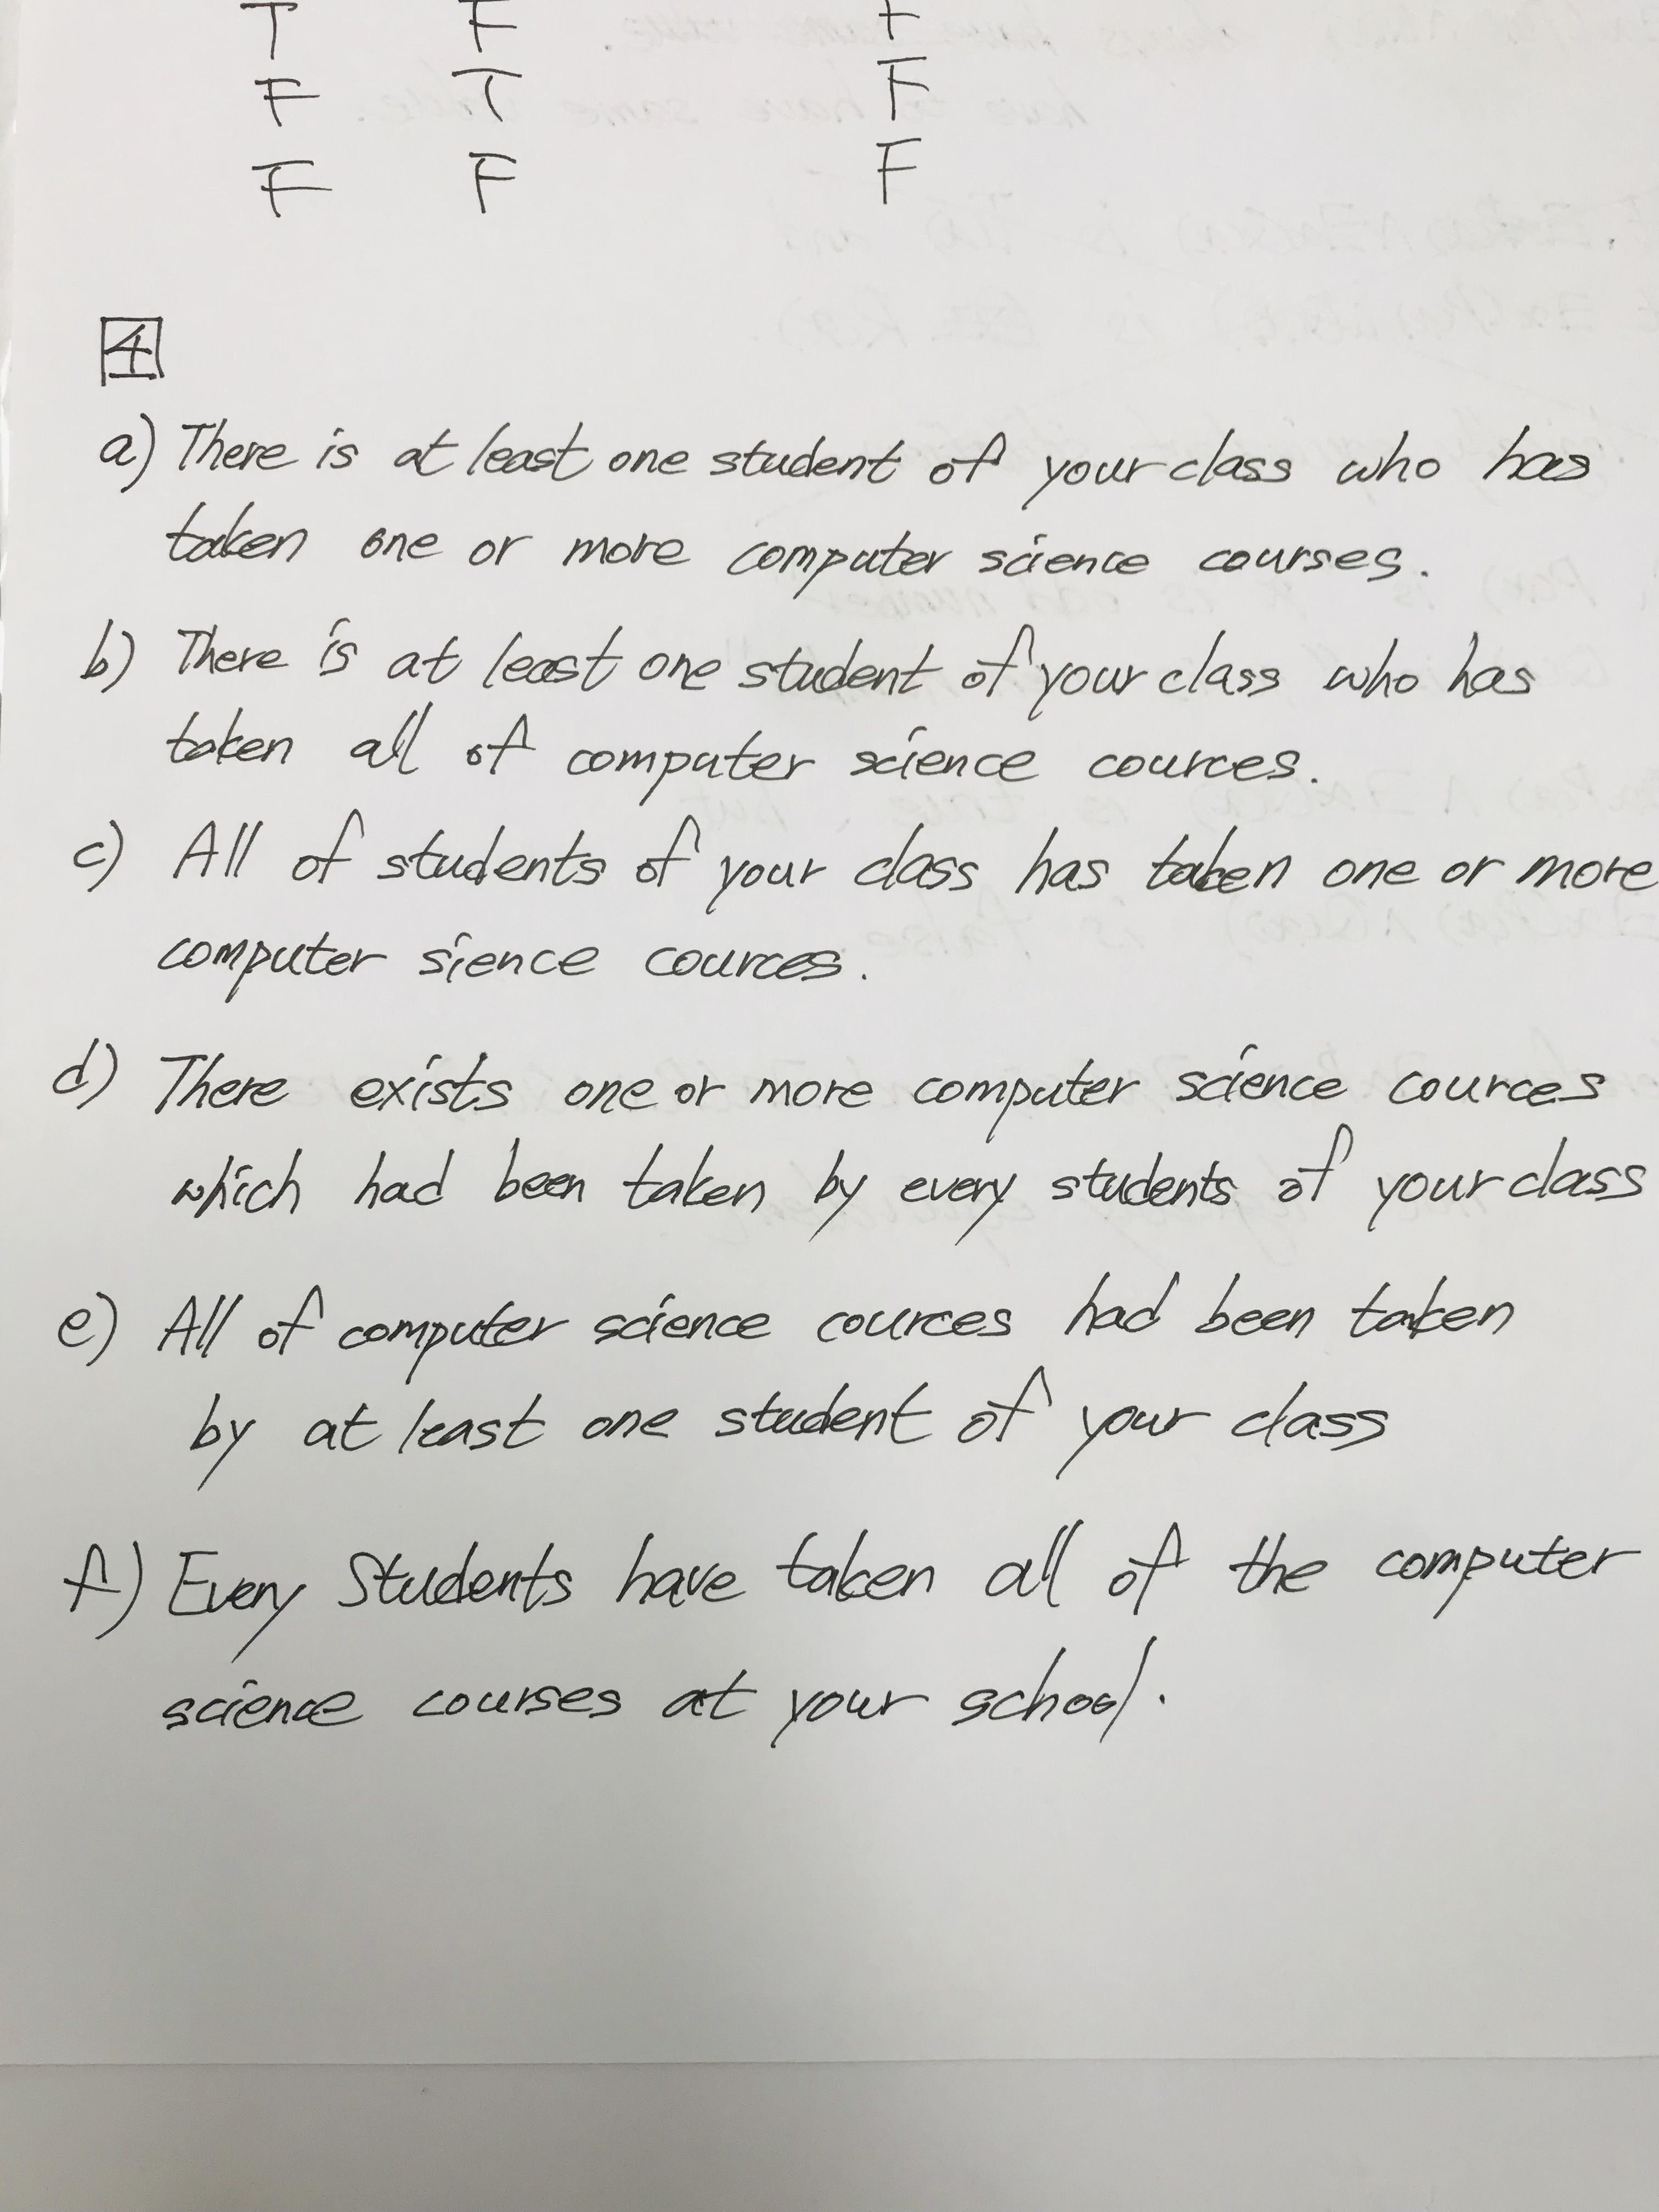 T F F
F T F
F F F
4
a) There is at least one student of your class who has
taken one or more computer science courses.
b) There is at least one student of your class who has
taken all of computer science cources.
c) All of students of your class has taken one or more
computer sience cources.
d) There exists one or more computer science cources
which had been taken by every students of your class
e) All of computer science cources had been taken
by at least one student of your class
f) Every Students have taken all of the computer
science courses at your school.